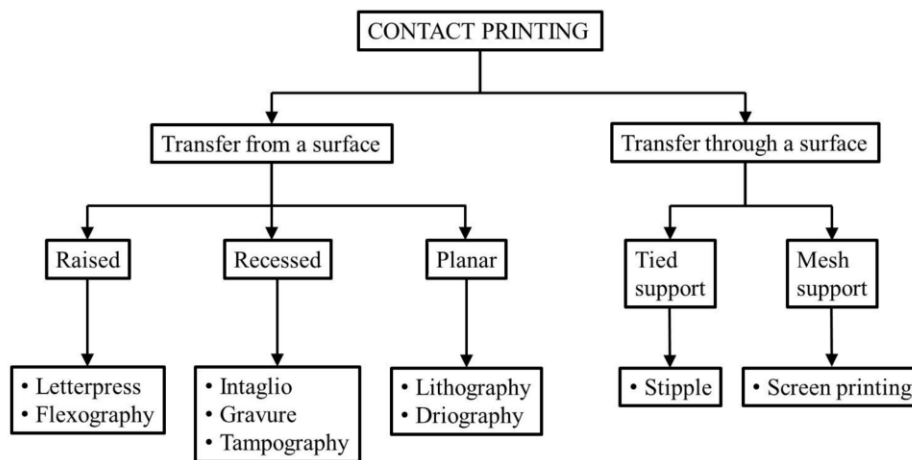 CONTACT PRINTING
Transfer from a surface
Transfer through a surface
Raised
Recessed
Planar
Tied
support
Mesh
support
• Letterpress
• Flexography
• Intaglio
• Gravure
• Tampography
• Lithography
• Driography
• Stipple
• Screen printing